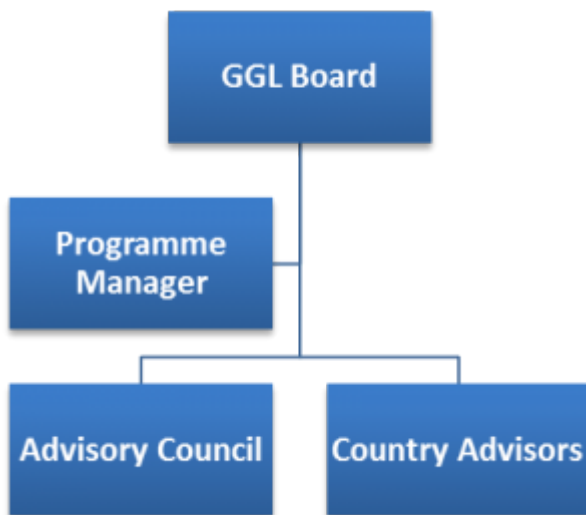 GGL Board
Programme
Manager
Advisory Council
Country Advisors